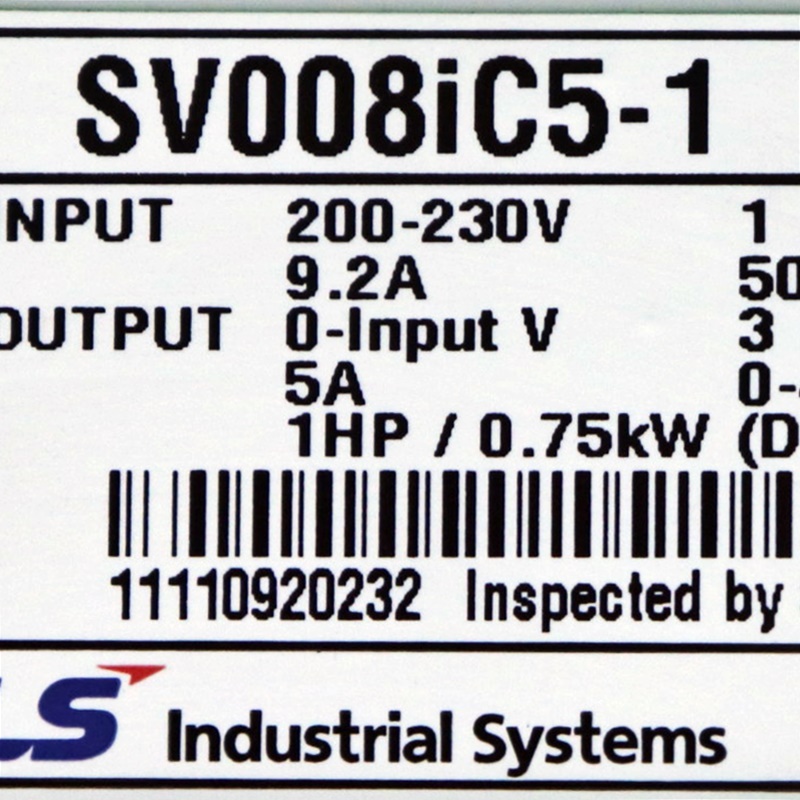 SV008iC5-1
INPUT 200-230V 1
9.2A 50
OUTPUT 0-Input V 3
5A 0-
1HP / 0.75kW (D
11110920232 Inspected by
LS Industrial Systems